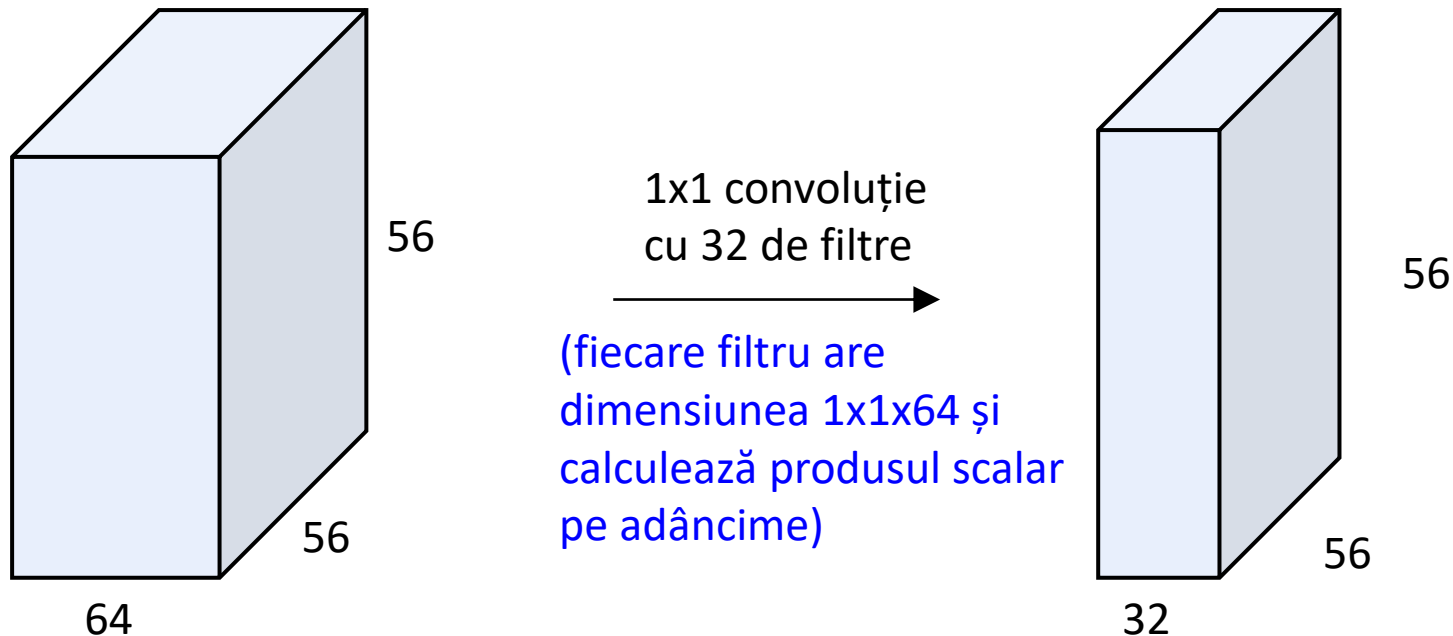 56
56
64
1x1 convoluție
cu 32 de filtre
(fiecare filtru are
dimensiunea 1x1x64 și
calculează produsul scalar
pe adâncime)
56
56
32